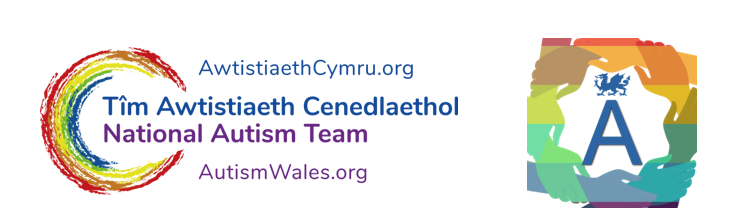 AwtistiaethCymru.org
Tîm Awtistiaeth Cenedlaethol
National Autism Team
AutismWales.org
A